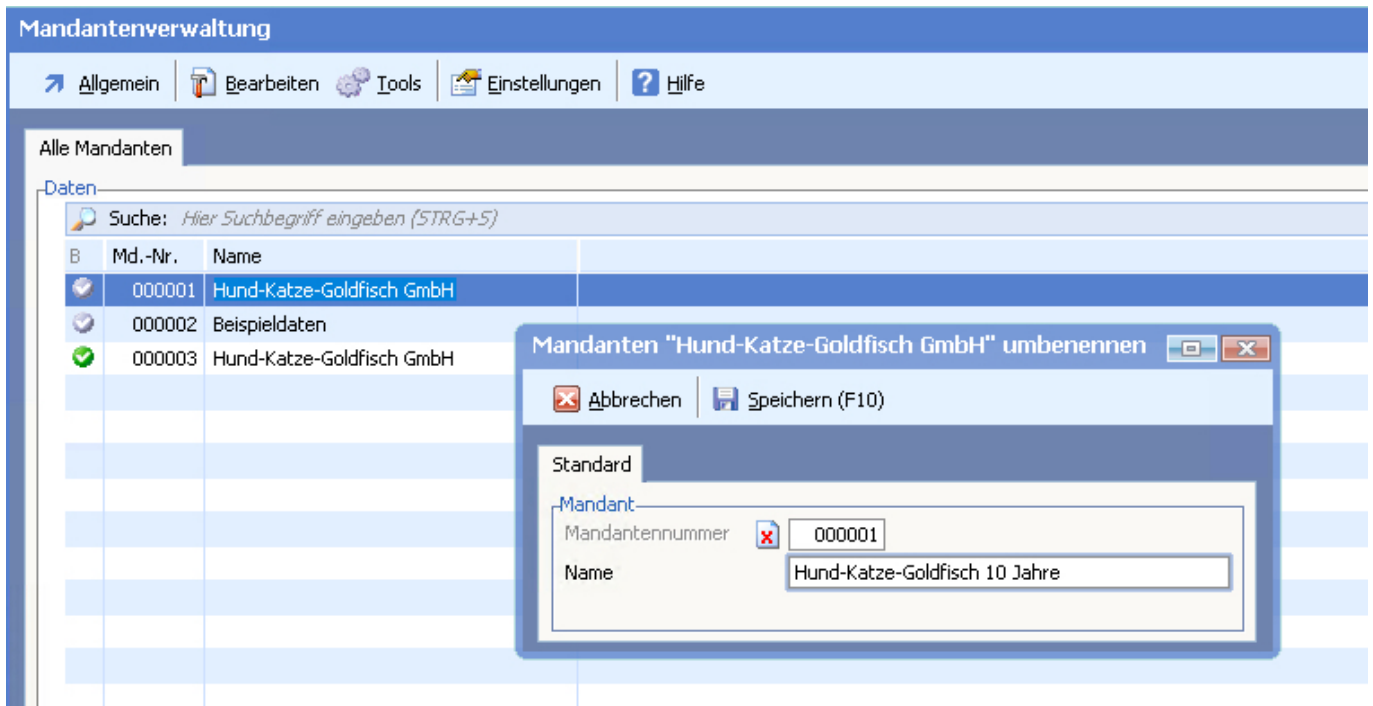 Mandantenverwaltung
Allgemein Bearbeiten Tools Einstellungen Hilfe
Alle Mandanten
Daten
Suche: Hier Suchbegriff eingeben (STRG+S)
B Md.-Nr. Name
000001 Hund-Katze-Goldfisch GmbH
000002 Beispieldaten
000003 Hund-Katze-Goldfisch GmbH
Mandanten "Hund-Katze-Goldfisch GmbH" umbenennen
Abbrechen Speichern (F10)
Standard
Mandant
Mandantennummer 000001
Name Hund-Katze-Goldfisch 10 Jahre